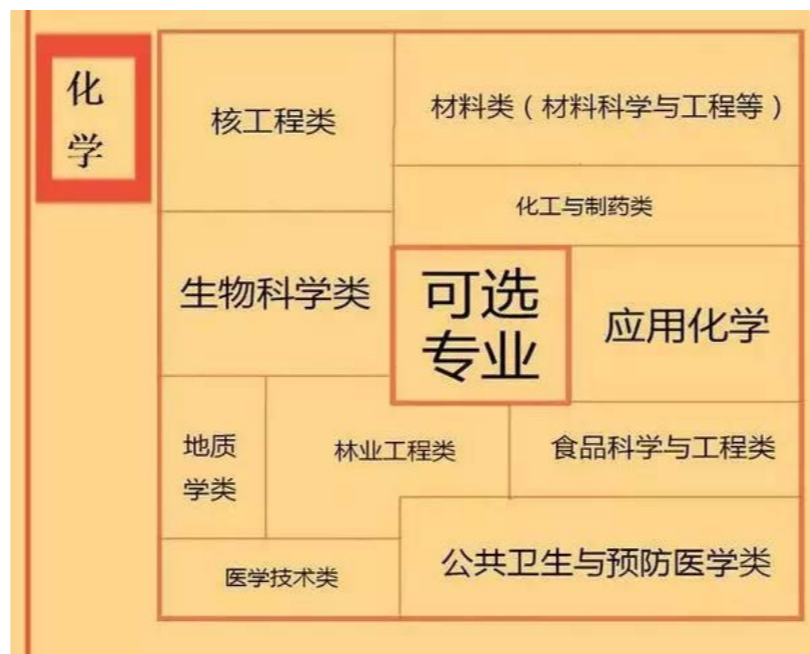 化
学
核工程类
材料类（材料科学与工程等）
化工与制药类
生物科学类
可选
专业
应用化学
地质
学类
林业工程类
食品科学与工程类
医学技术类
公共卫生与预防医学类